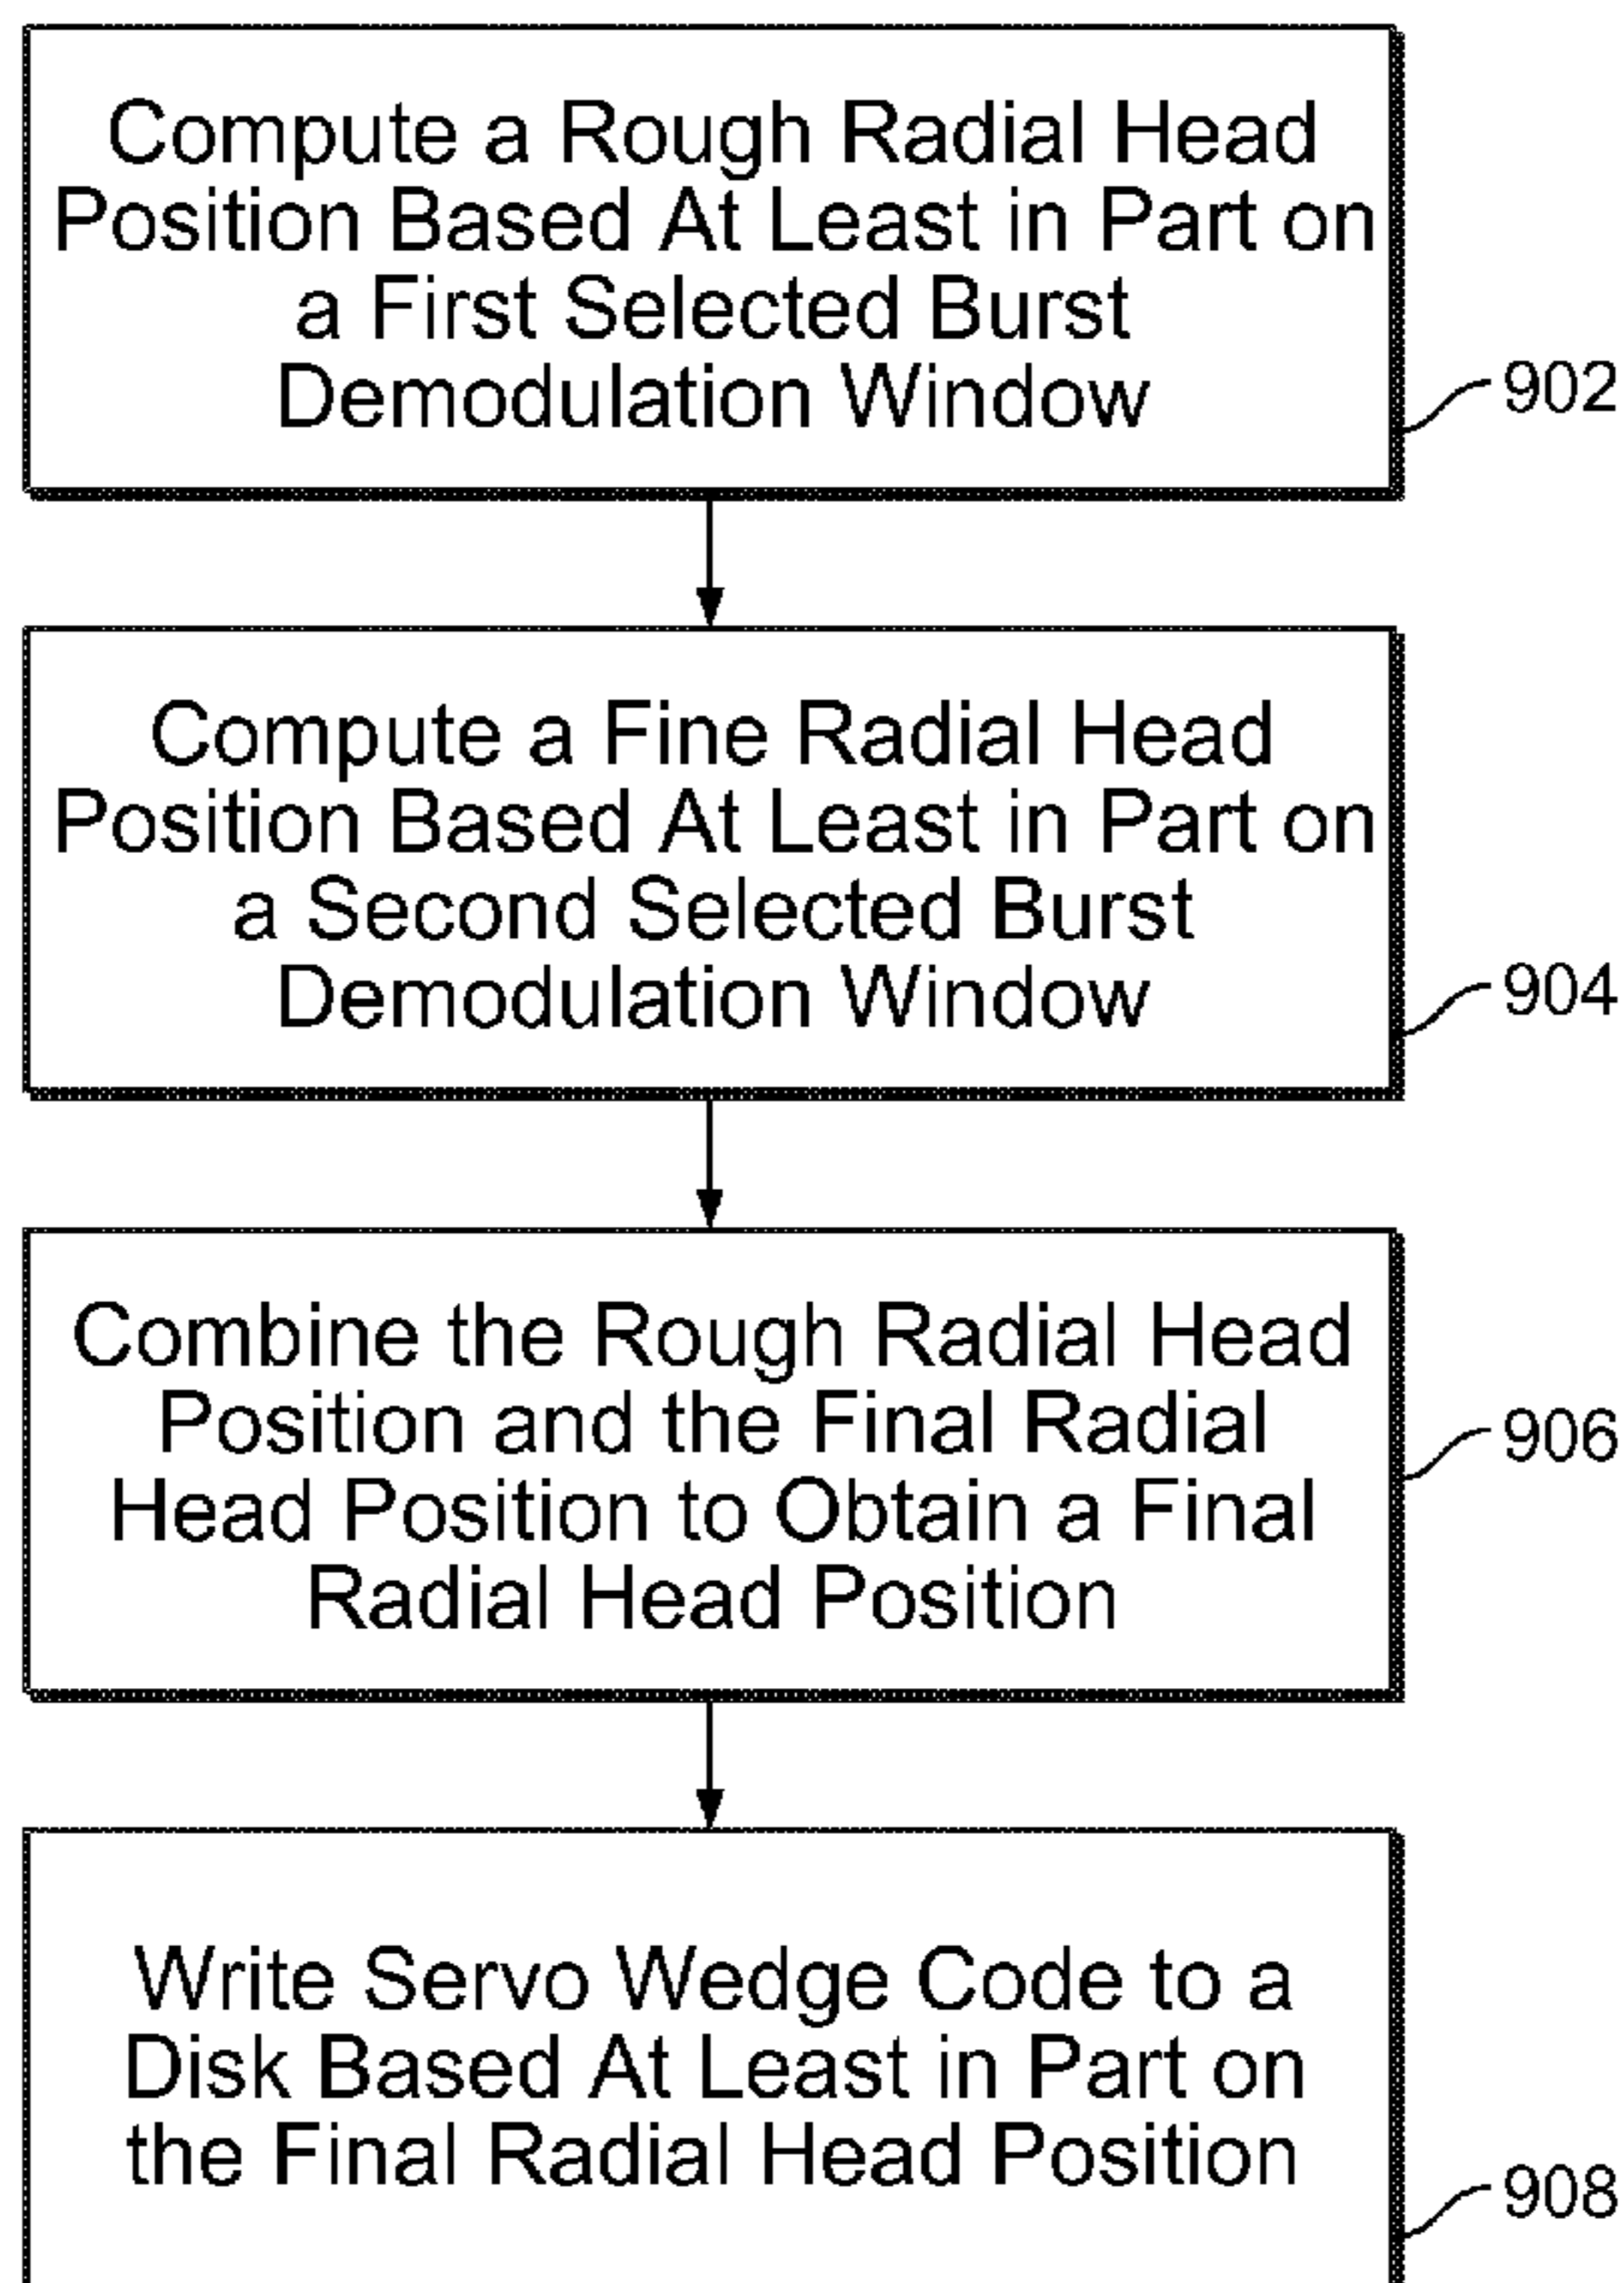 Compute a Rough Radial Head
Position Based At Least in Part on
a First Selected Burst
Demodulation Window
902
Compute a Fine Radial Head
Position Based At Least in Part on
a Second Selected Burst
Demodulation Window
904
Combine the Rough Radial Head
Position and the Final Radial
Head Position to Obtain a Final
Radial Head Position
906
Write Servo Wedge Code to a
Disk Based At Least in Part on
the Final Radial Head Position
908